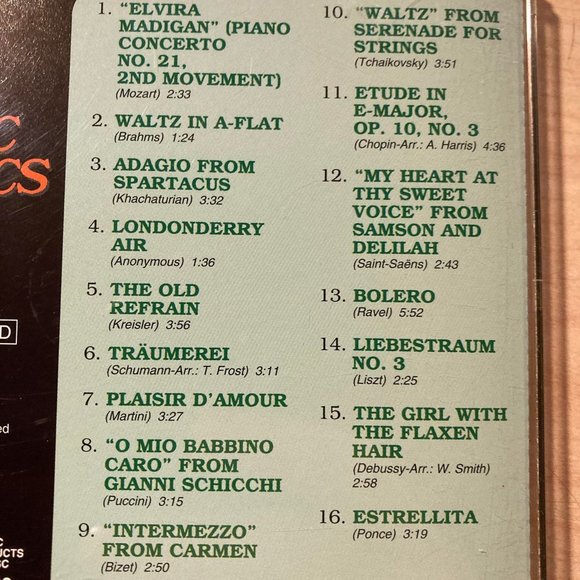 1. "ELVIRA
MADIGAN" (PIANO
CONCERTO
NO. 21,
2ND MOVEMENT)
(Mozart) 2:33
2. WALTZ IN A-FLAT
(Brahms) 1:24
3. ADAGIO FROM
SPARTACUS
(Khachaturian) 3:32
4. LONDONDERRY
AIR
(Anonymous) 1:36
5. THE OLD
REFRAIN
(Kreisler) 3:56
6. TRÄUMEREI
(Schumann-Arr.: T. Frost) 3:11
7. PLAISIR D'AMOUR
(Martini) 3:27
8. "O MIO BABBINO
CARO" FROM
GIANNI SCHICCHI
(Puccini) 3:15
9. "INTERMEZZO"
FROM CARMEN
(Bizet) 2:50
10. "WALTZ" FROM
SERENADE FOR
STRINGS
(Tchaikovsky) 3:51
11. ETUDE IN
E-MAJOR,
OP. 10, NO. 3
(Chopin-Arr.: A. Harris) 4:36
12. "MY HEART AT
THY SWEET
VOICE" FROM
SAMSON AND
DELILAH
(Saint-Saëns) 2:43
13. BOLERO
(Ravel) 5:52
14. LIEBESTRAUM
NO. 3
(Liszt) 2:25
15. THE GIRL WITH
THE FLAXEN
HAIR
(Debussy-Arr.: W. Smith)
2:58
16. ESTRELLITA
(Ponce) 3:19